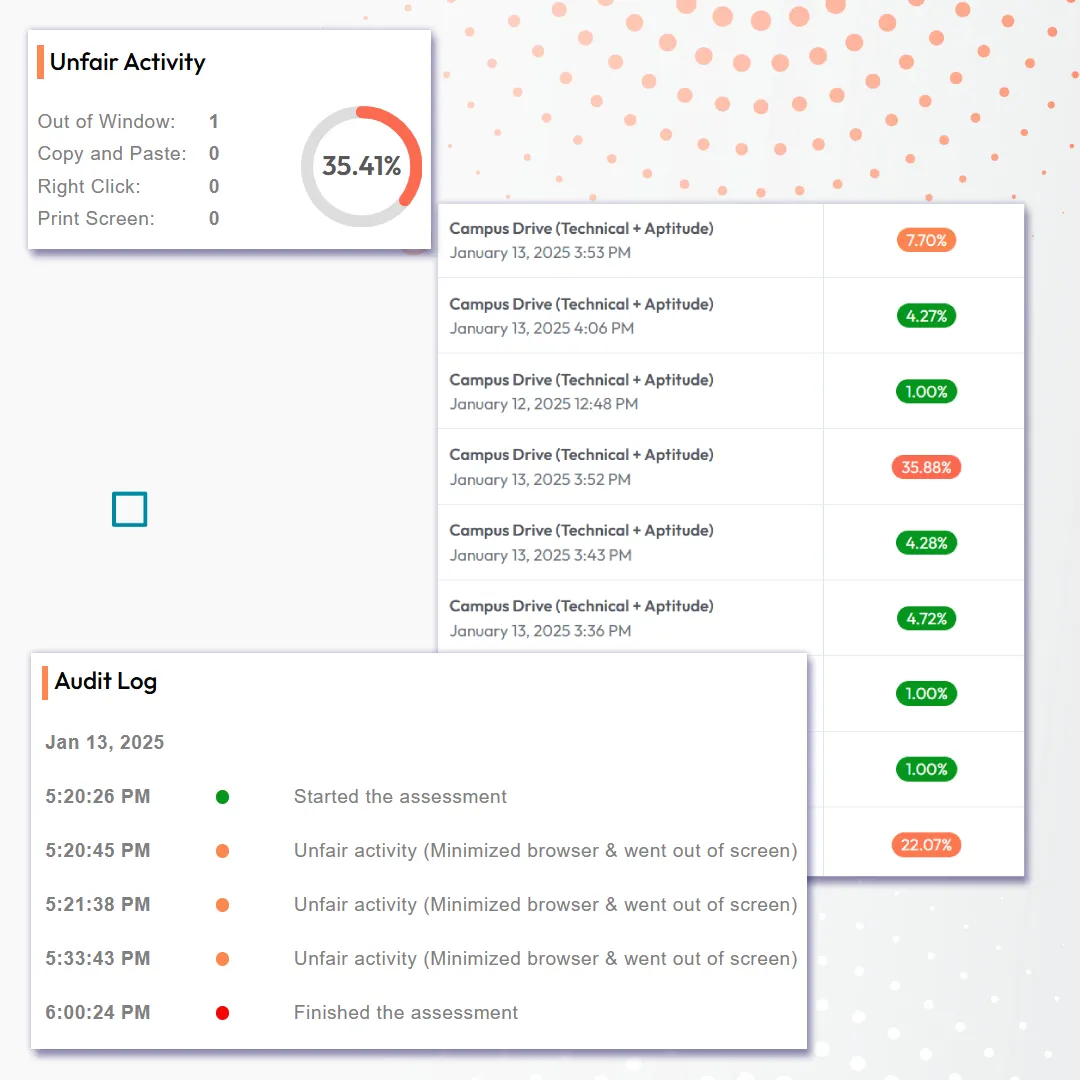 Unfair Activity
Out of Window: 1
Copy and Paste: 0
Right Click: 0
Print Screen: 0
35.41%
Campus Drive (Technical + Aptitude)
January 13, 2025 3:53 PM
7.70%
Campus Drive (Technical + Aptitude)
January 13, 2025 4:06 PM
4.27%
Campus Drive (Technical + Aptitude)
January 12, 2025 12:48 PM
1.00%
Campus Drive (Technical + Aptitude)
January 13, 2025 3:52 PM
35.88%
Campus Drive (Technical + Aptitude)
January 13, 2025 3:43 PM
4.28%
Campus Drive (Technical + Aptitude)
January 13, 2025 3:36 PM
4.72%
1.00%
1.00%
22.07%
Audit Log
Jan 13, 2025
5:20:26 PM Started the assessment
5:20:45 PM Unfair activity (Minimized browser & went out of screen)
5:21:38 PM Unfair activity (Minimized browser & went out of screen)
5:33:43 PM Unfair activity (Minimized browser & went out of screen)
6:00:24 PM Finished the assessment